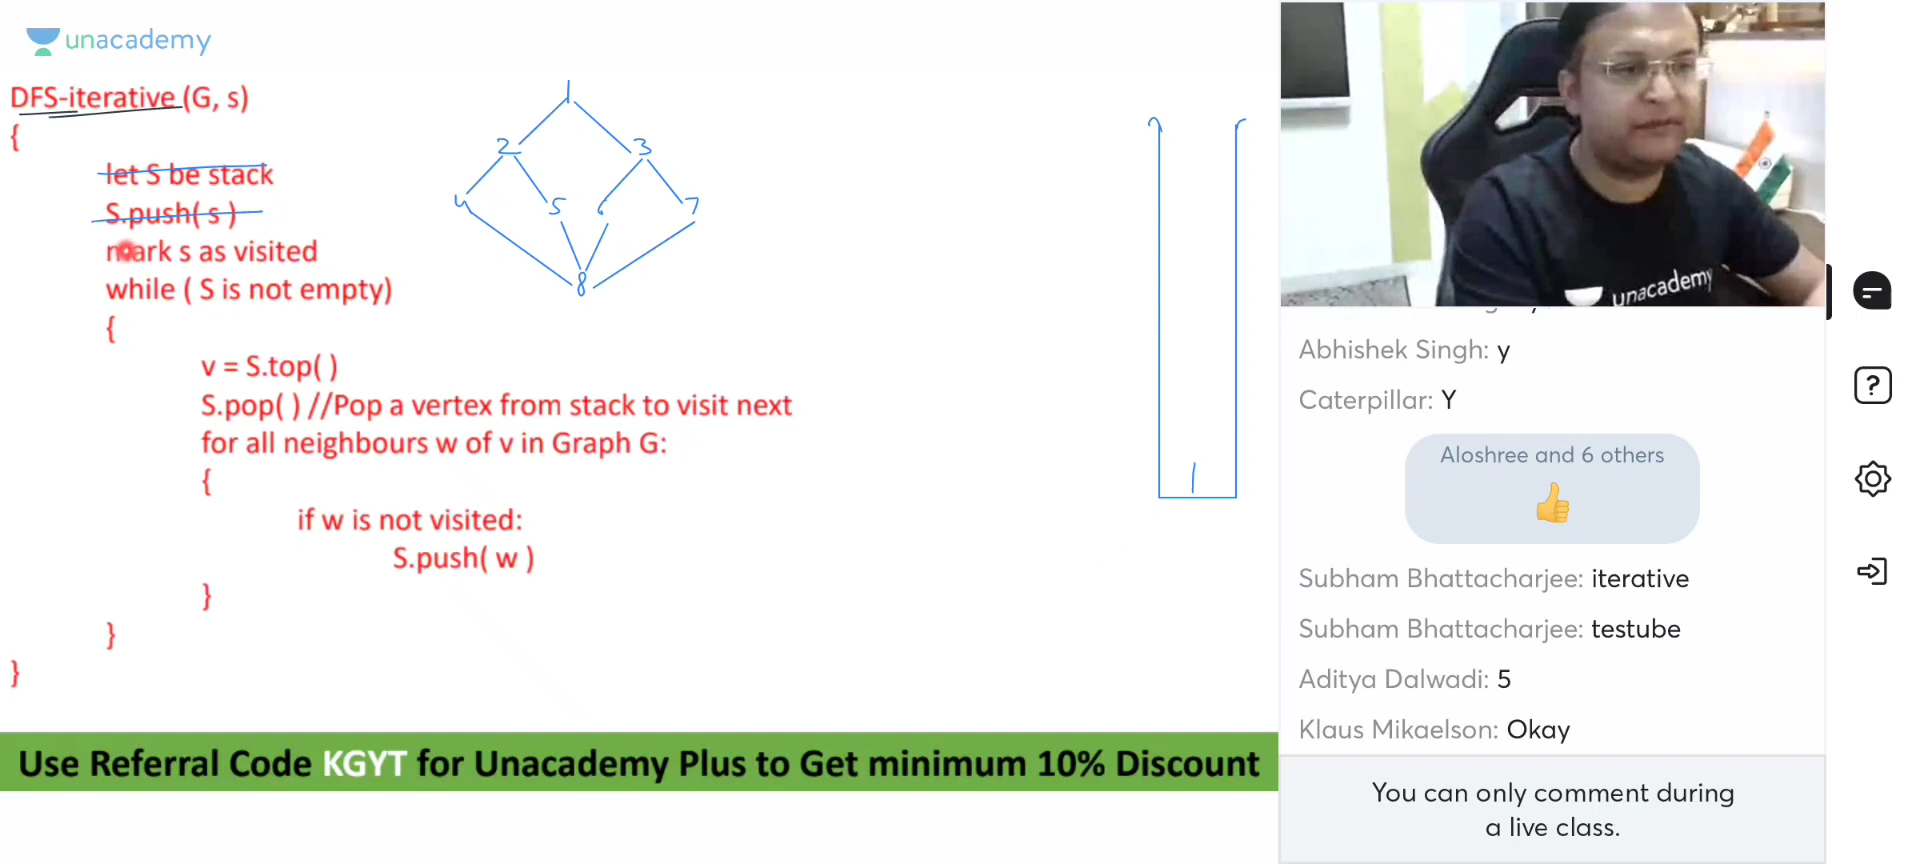 unacademy
DFS-iterative (G, s)
{
let S be stack
S.push( s )
mark s as visited
while ( S is not empty)
{
v = S.top( )
S.pop( ) //Pop a vertex from stack to visit next
for all neighbours w of v in Graph G:
{
if w is not visited:
S.push( w )
}
}
}
1
2 3
4 5 6 7
8
1
Use Referral Code KGYT for Unacademy Plus to Get minimum 10% Discount
unacademy
Abhishek Singh: y
Caterpillar: Y
Aloshree and 6 others
Subham Bhattacharjee: iterative
Subham Bhattacharjee: testube
Aditya Dalwadi: 5
Klaus Mikaelson: Okay
You can only comment during
a live class.
?